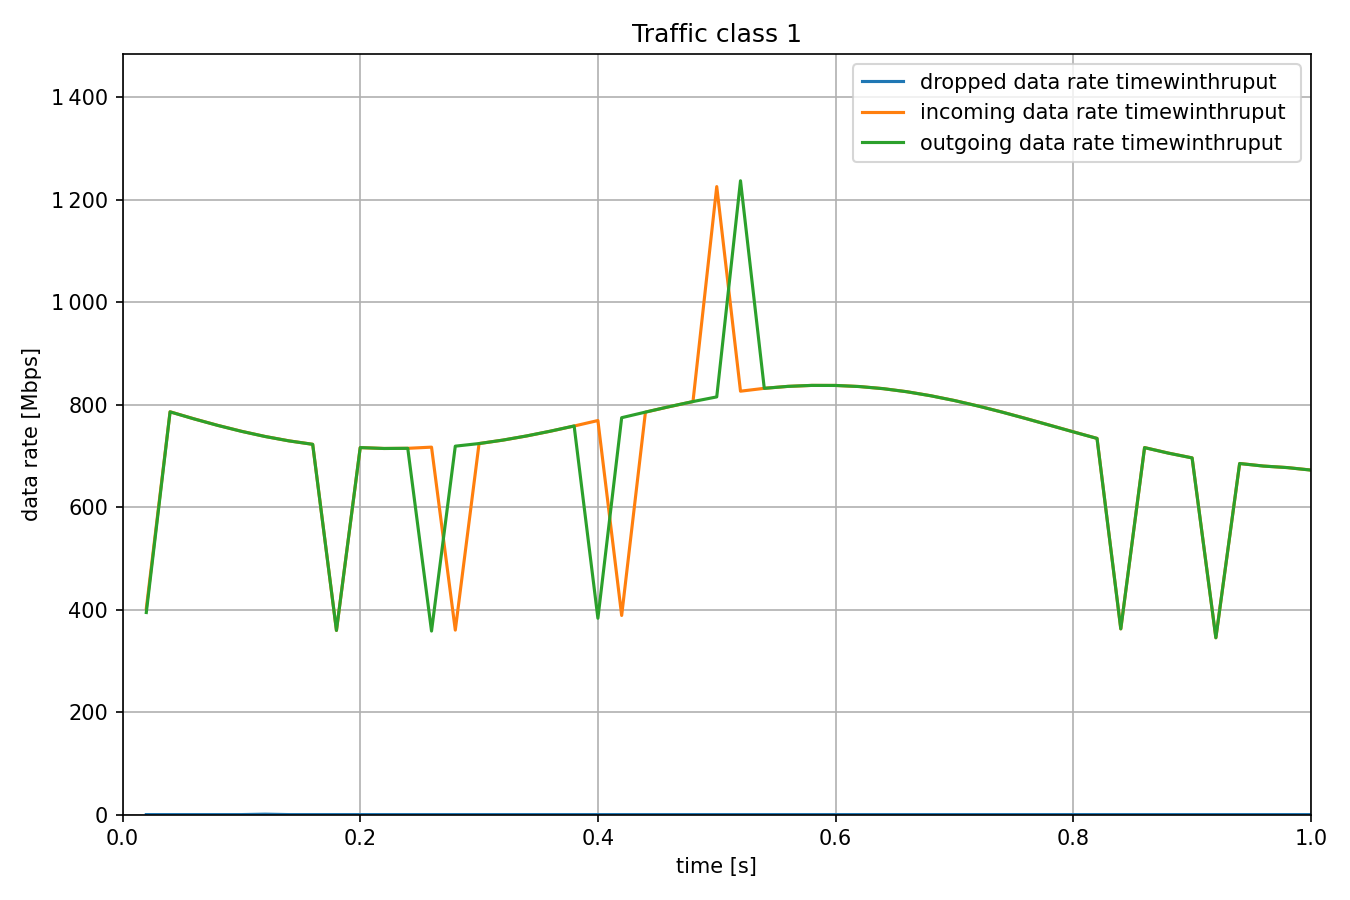 Traffic class 1
dropped data rate timewinthruput
incoming data rate timewinthruput
outgoing data rate timewinthruput
data rate [Mbps]
1 400
1 200
1 000
800
600
400
200
0
0.0 0.2 0.4 0.6 0.8 1.0
time [s]